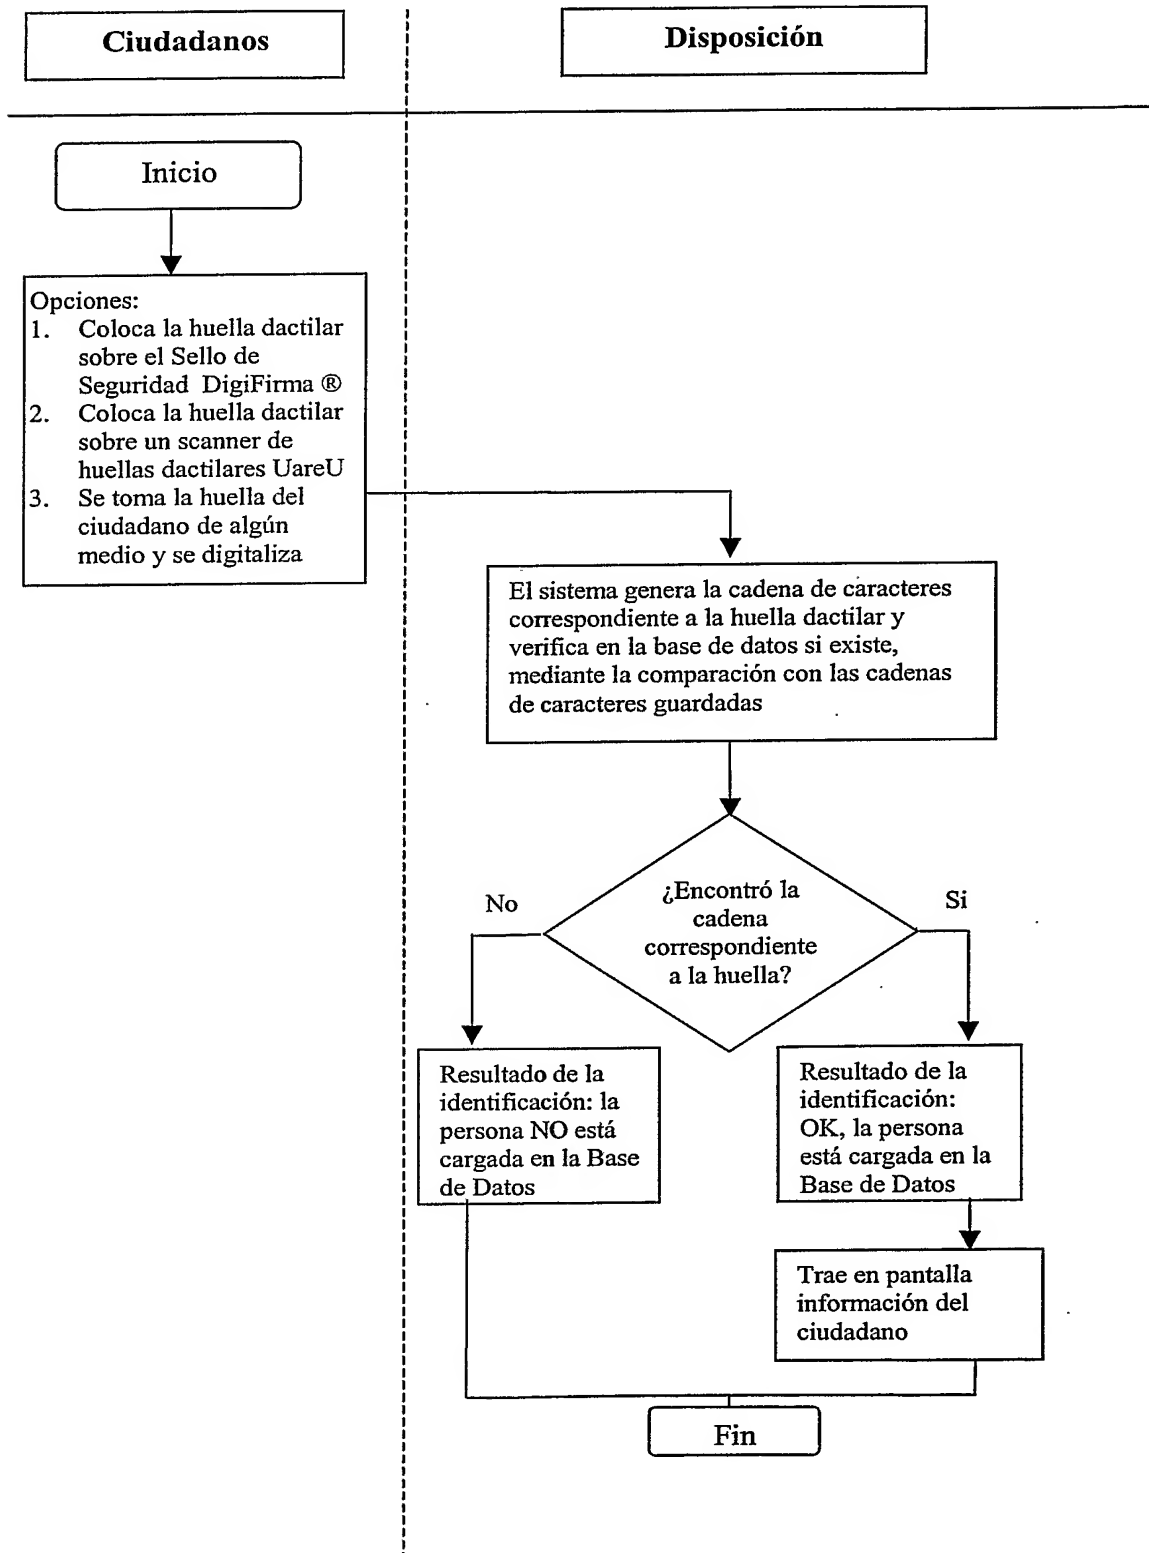 Ciudadanos
Disposición
Inicio
Opciones:
1. Coloca la huella dactilar
sobre el Sello de
Seguridad DigiFirma ®
2. Coloca la huella dactilar
sobre un scanner de
huellas dactilares UareU
3. Se toma la huella del
ciudadano de algún
medio y se digitaliza
El sistema genera la cadena de caracteres
correspondiente a la huella dactilar y
verifica en la base de datos si existe,
mediante la comparación con las cadenas
de caracteres guardadas
¿Encontró la
cadena
correspondiente
a la huella?
No
Si
Resultado de la
identificación: la
persona NO está
cargada en la Base
de Datos
Resultado de la
identificación:
OK, la persona
está cargada en la
Base de Datos
Trae en pantalla
información del
ciudadano
Fin